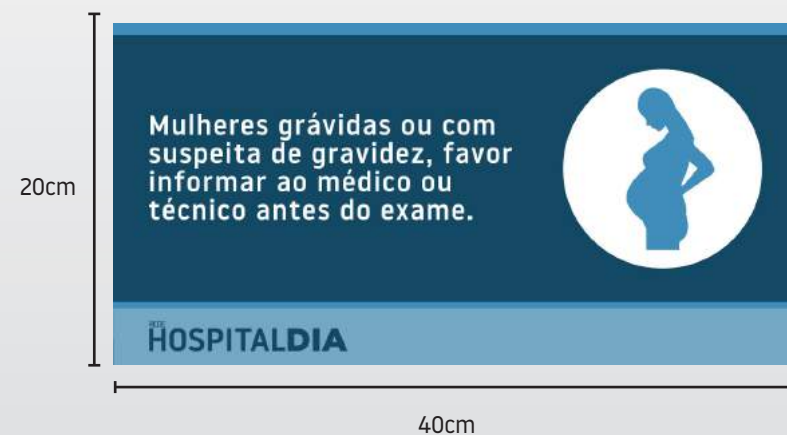 20cm
Mulheres grávidas ou com
suspeita de gravidez, favor
informar ao médico ou
técnico antes do exame.
REDE
HOSPITALDIA
40cm